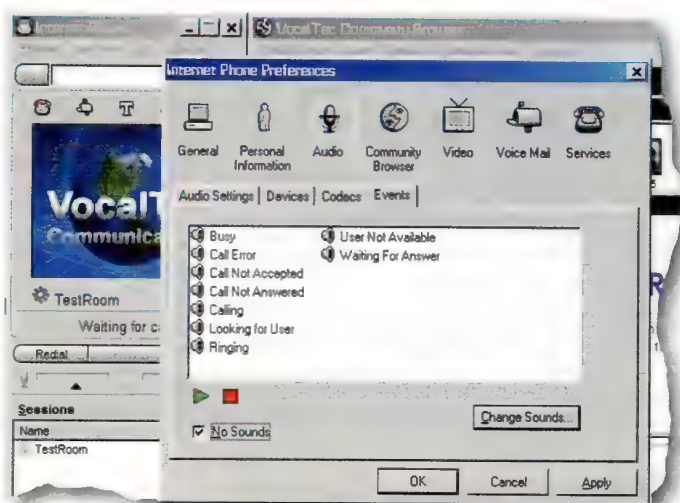 VocalTec Community Browser
Internet Phone Preferences
General
Personal Information
Audio
Community Browser
Video
Voice Mail
Services
Audio Settings
Devices
Codecs
Events
Busy
Call Error
Call Not Accepted
Call Not Answered
Calling
Looking for User
Ringing
User Not Available
Waiting For Answer
No Sounds
Change Sounds...
OK
Cancel
Apply
VocalT
Communica
TestRoom
Waiting for ca
Redial
Sessions
Name
TestRoom